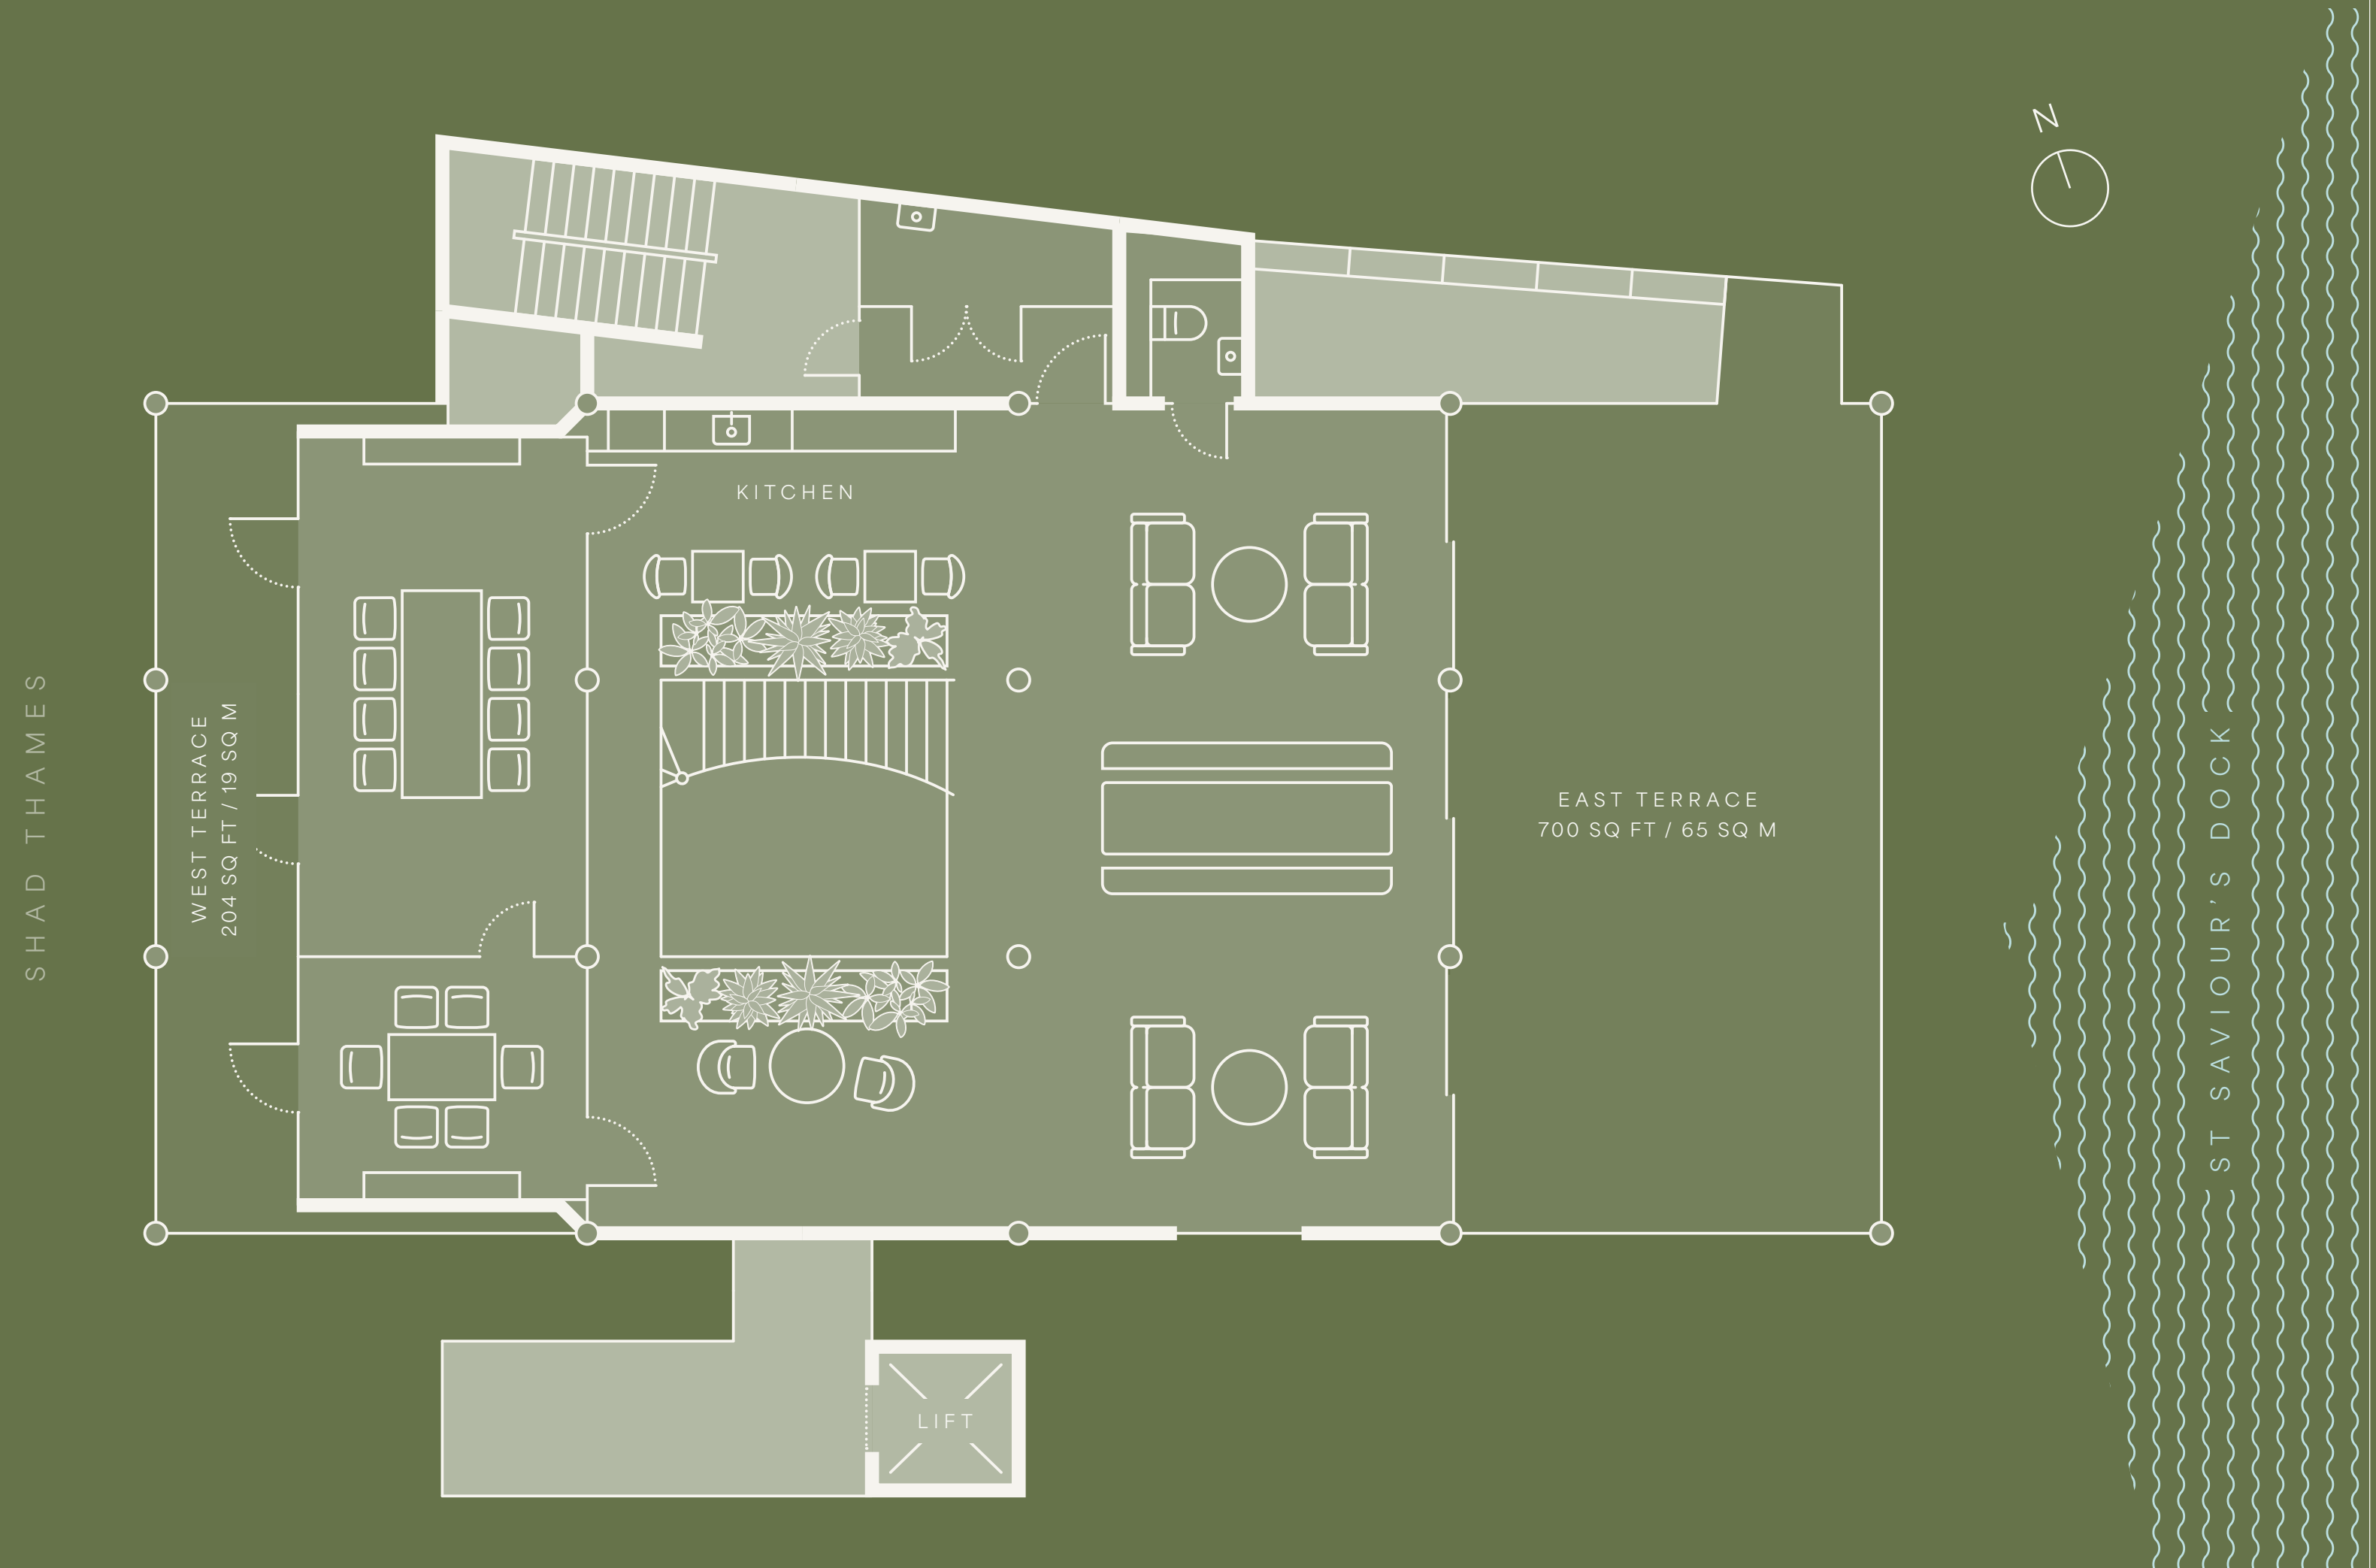 N
KITCHEN
SHAD THAMES
WEST TERRACE
204 SQ FT / 19 SQ M
EAST TERRACE
700 SQ FT / 65 SQ M
ST SAVIOUR'S DOCK
LIFT